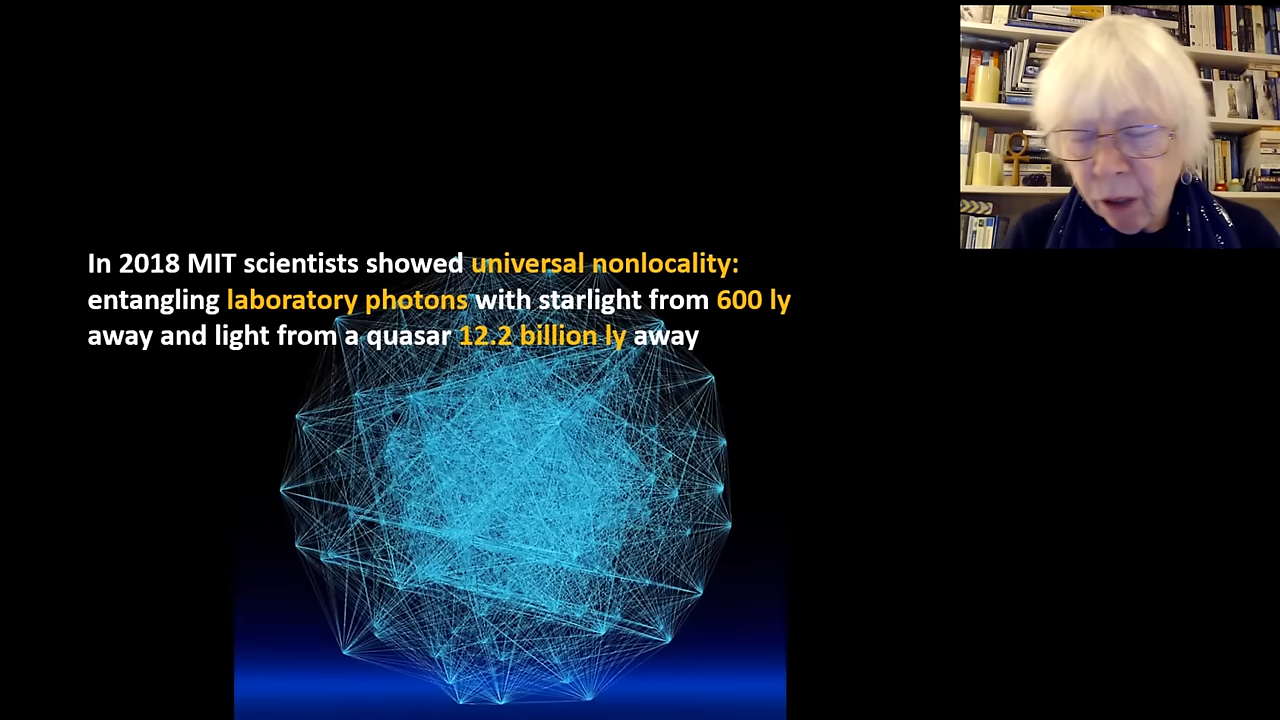 In 2018 MIT scientists showed universal nonlocality:
entangling laboratory photons with starlight from 600 ly
away and light from a quasar 12.2 billion ly away